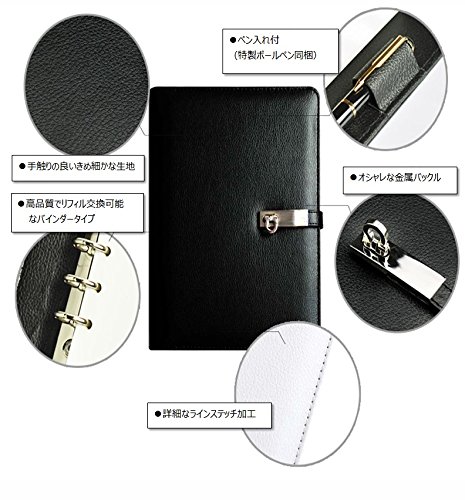 ●ペン入れ付
（特製ボールペン同梱）
●手触りの良いきめ細かな生地
●オシャレな金属バックル
●高品質でリフィル交換可能
なバインダータイプ
●詳細なラインステッチ加工